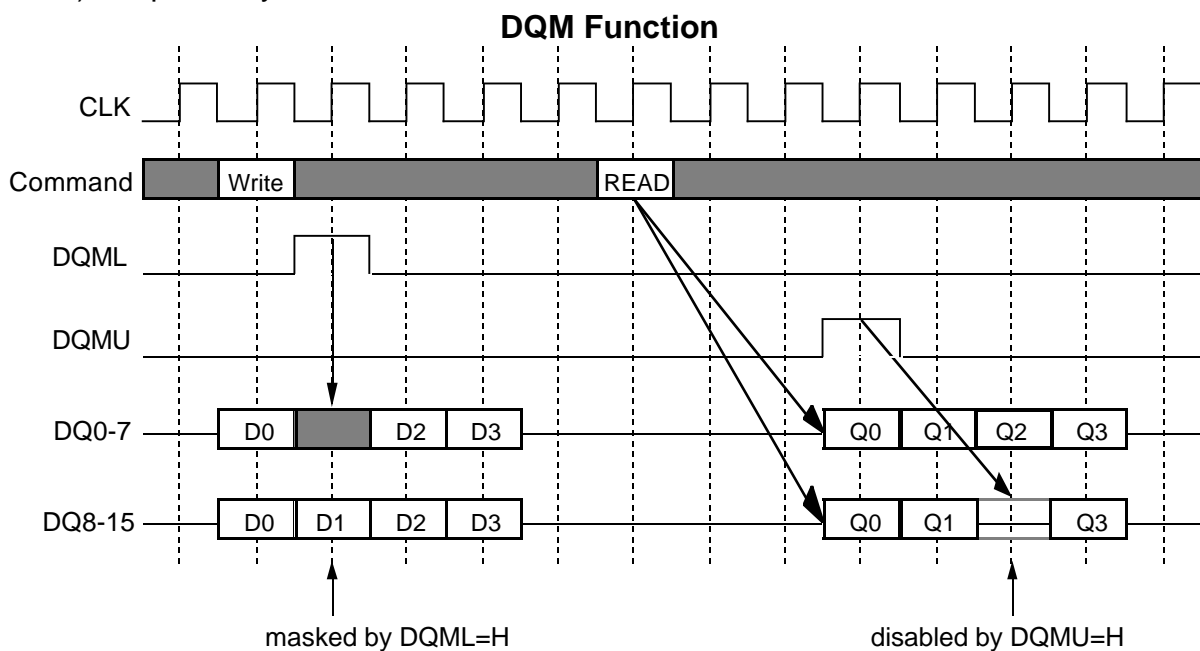 DQM Function
CLK
Command Write READ
DQML
DQMU
DQ0-7 D0 D2 D3 Q0 Q1 Q2 Q3
DQ8-15 D0 D1 D2 D3 Q0 Q1 Q3
masked by DQML=H disabled by DQMU=H